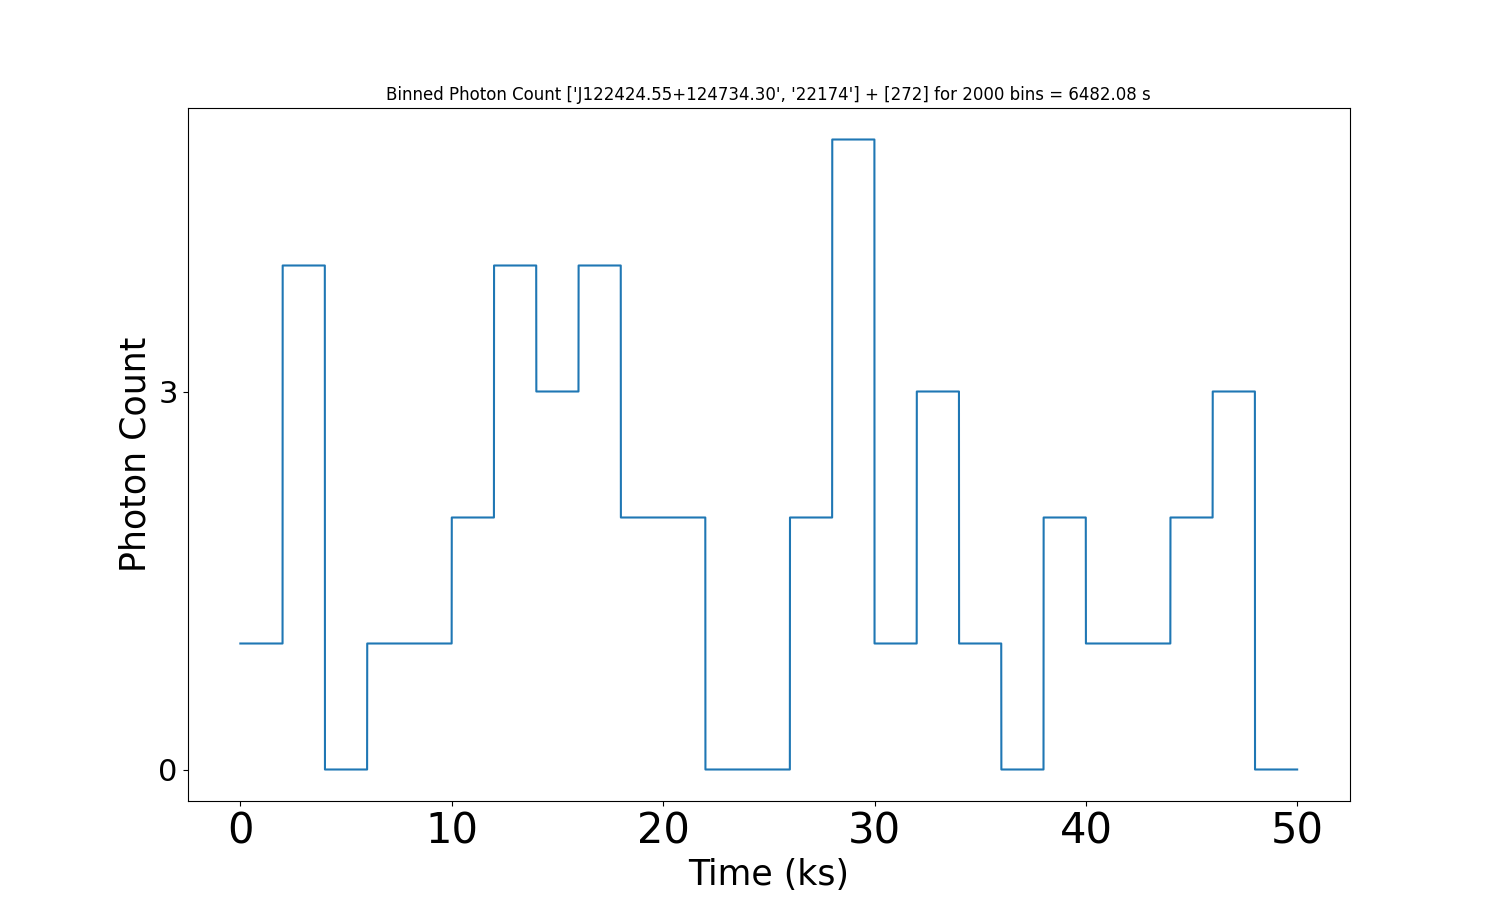 Binned Photon Count ['J122424.55+124734.30', '22174'] + [272] for 2000 bins = 6482.08 s
Photon Count
3
0
0 10 20 30 40 50
Time (ks)